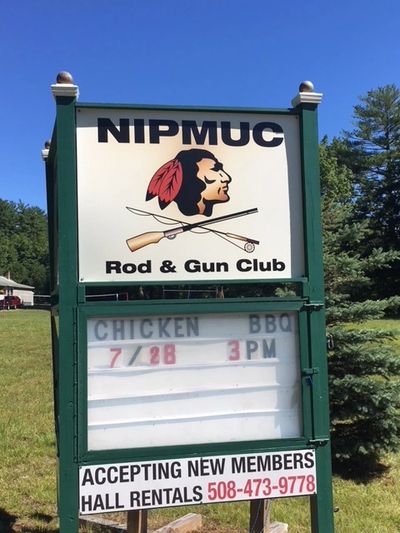 NIPMUC
Rod & Gun Club
CHICKEN BBQ
7/28 3PM
ACCEPTING NEW MEMBERS
HALL RENTALS 508-473-9778